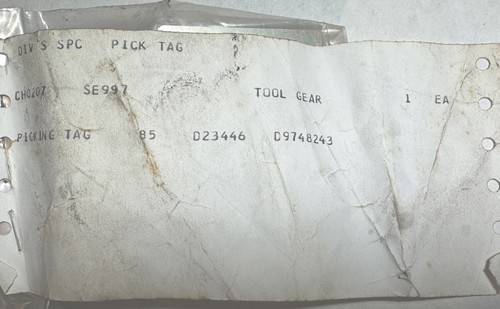 DIV'S SPC PICK TAG
CH0207 SE997 TOOL GEAR 1 EA
PICKING TAG 85 D23446 D9748243